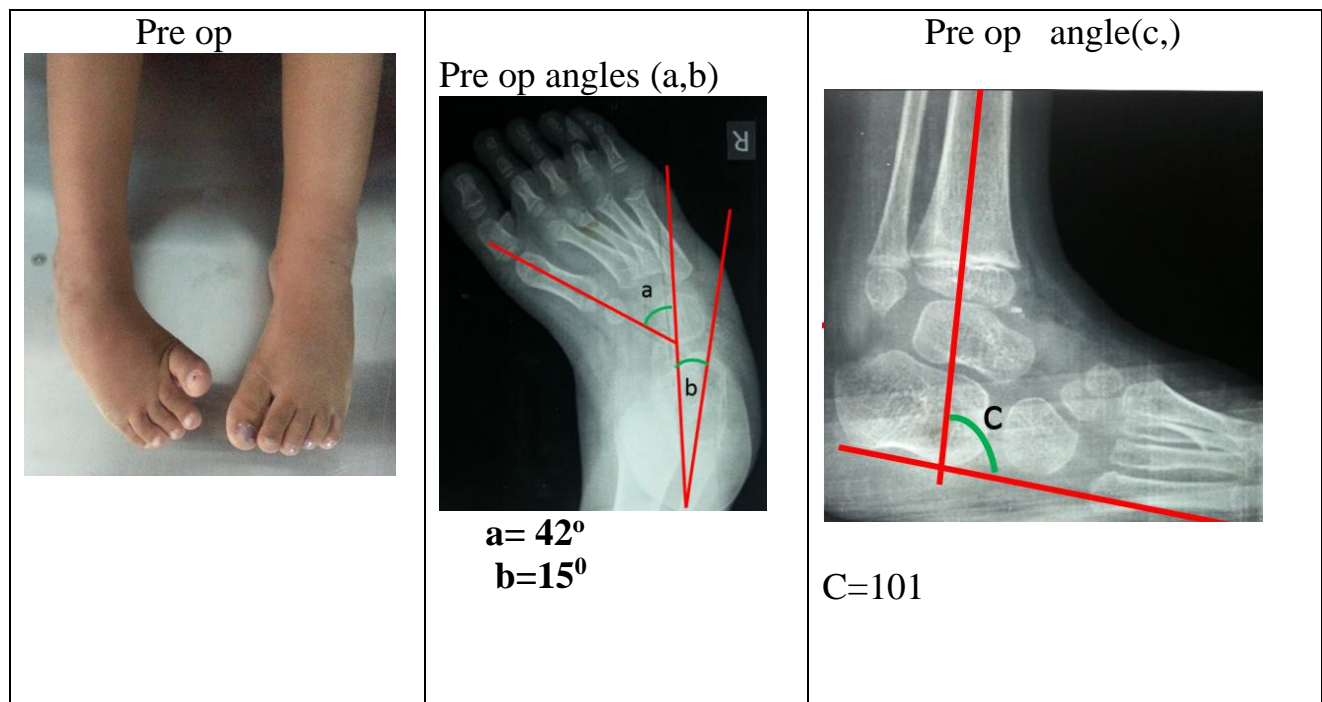 Pre op
Pre op angles (a,b)
R
a
b
a= 42º
b=15⁰
Pre op angle(c,)
C
C=101